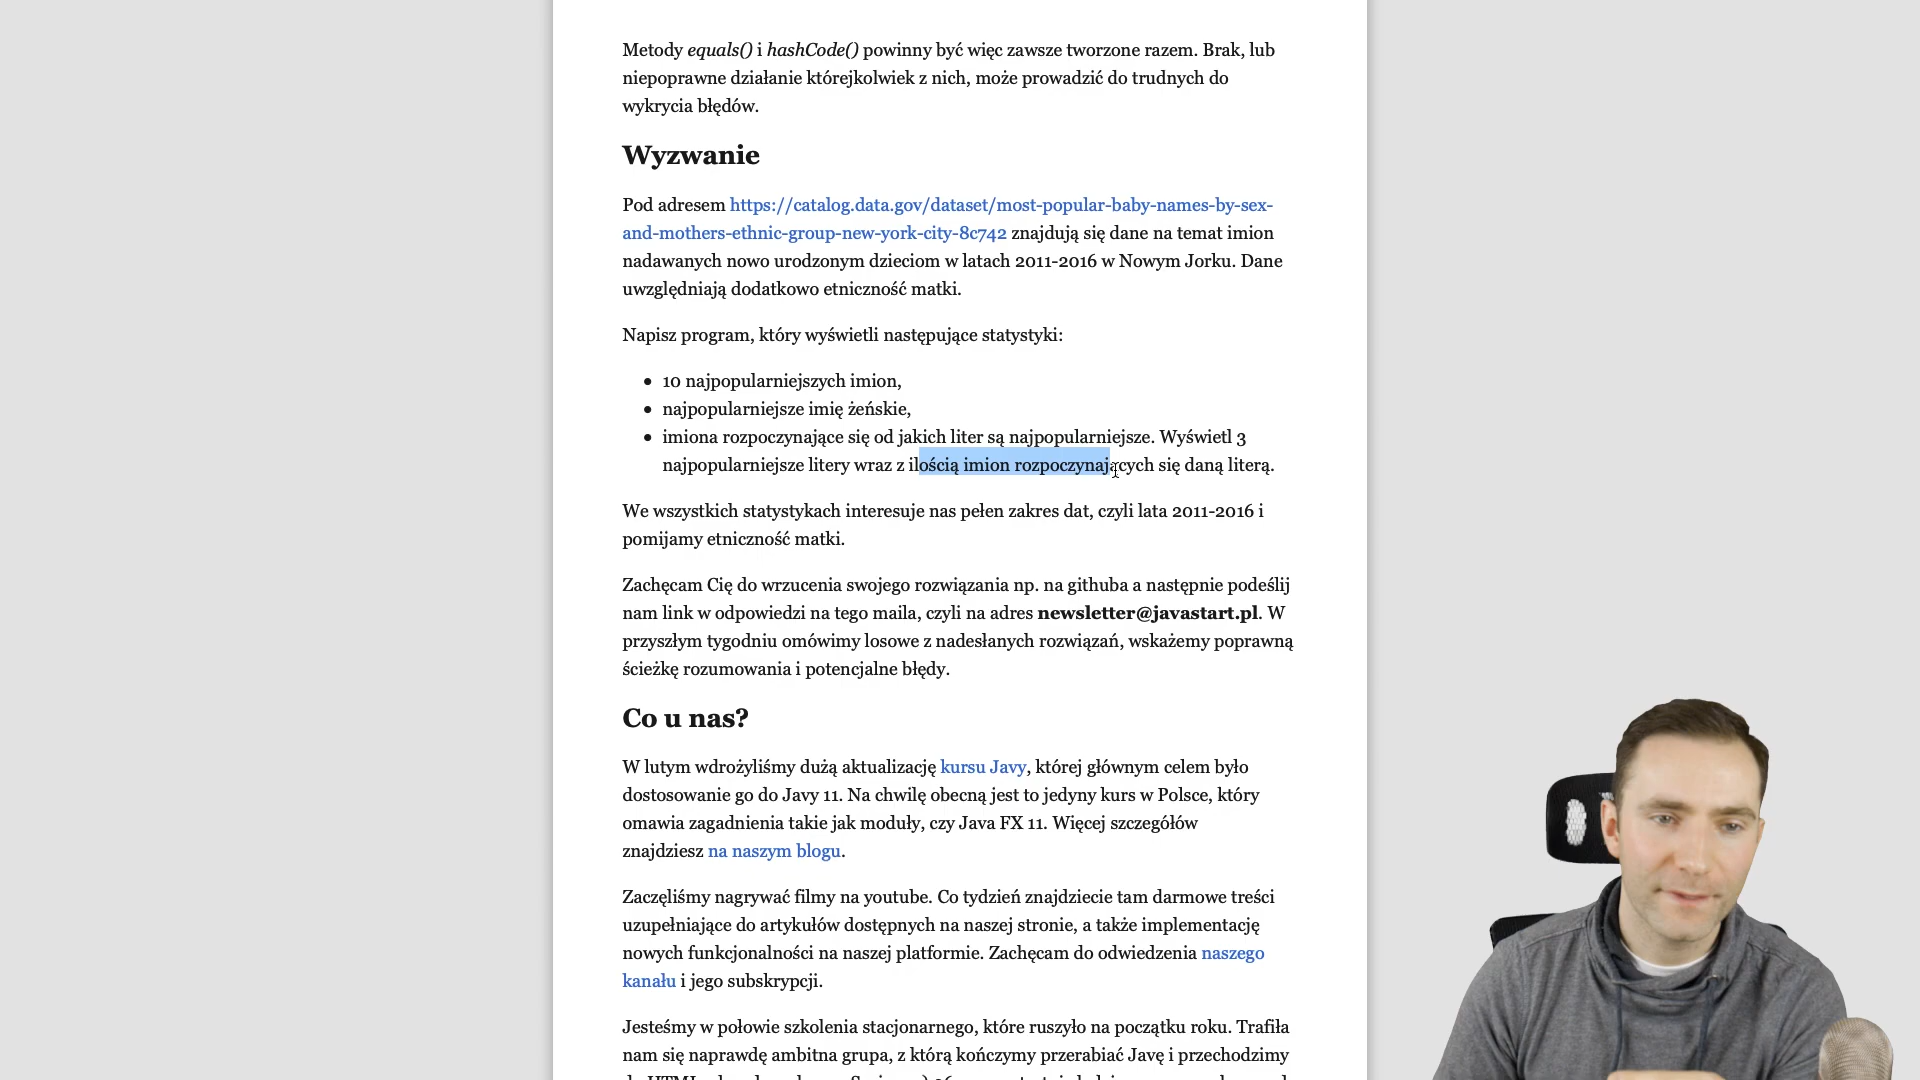 Metody equals() i hashCode() powinny być więc zawsze tworzone razem. Brak, lub
niepoprawne działanie którejkolwiek z nich, może prowadzić do trudnych do
wykrycia błędów.
Wyzwanie
Pod adresem https://catalog.data.gov/dataset/most-popular-baby-names-by-sex-
and-mothers-ethnic-group-new-york-city-8c742 znajdują się dane na temat imion
nadawanych nowo urodzonym dzieciom w latach 2011-2016 w Nowym Jorku. Dane
uwzględniają dodatkowo etniczność matki.
Napisz program, który wyświetli następujące statystyki:
• 10 najpopularniejszych imion,
• najpopularniejsze imię żeńskie,
• imiona rozpoczynające się od jakich liter są najpopularniejsze. Wyświetl 3
najpopularniejsze litery wraz z ilością imion rozpoczynających się daną literą.
We wszystkich statystykach interesuje nas pełen zakres dat, czyli lata 2011-2016 i
pomijamy etniczność matki.
Zachęcam Cię do wrzucenia swojego rozwiązania np. na githuba a następnie podeślij
nam link w odpowiedzi na tego maila, czyli na adres newsletter@javastart.pl. W
przyszłym tygodniu omówimy losowe z nadesłanych rozwiązań, wskażemy poprawną
ścieżkę rozumowania i potencjalne błędy.
Co u nas?
W lutym wdrożyliśmy dużą aktualizację kursu Javy, której głównym celem było
dostosowanie go do Javy 11. Na chwilę obecną jest to jedyny kurs w Polsce, który
omawia zagadnienia takie jak moduły, czy Java FX 11. Więcej szczegółów
znajdziesz na naszym blogu.
Zaczęliśmy nagrywać filmy na youtube. Co tydzień znajdziecie tam darmowe treści
uzupełniające do artykułów dostępnych na naszej stronie, a także implementację
nowych funkcjonalności na naszej platformie. Zachęcam do odwiedzenia naszego
kanału i jego subskrypcji.
Jesteśmy w połowie szkolenia stacjonarnego, które ruszyło na początku roku. Trafiła
nam się naprawdę ambitna grupa, z którą kończymy przerabiać Javę i przechodzimy